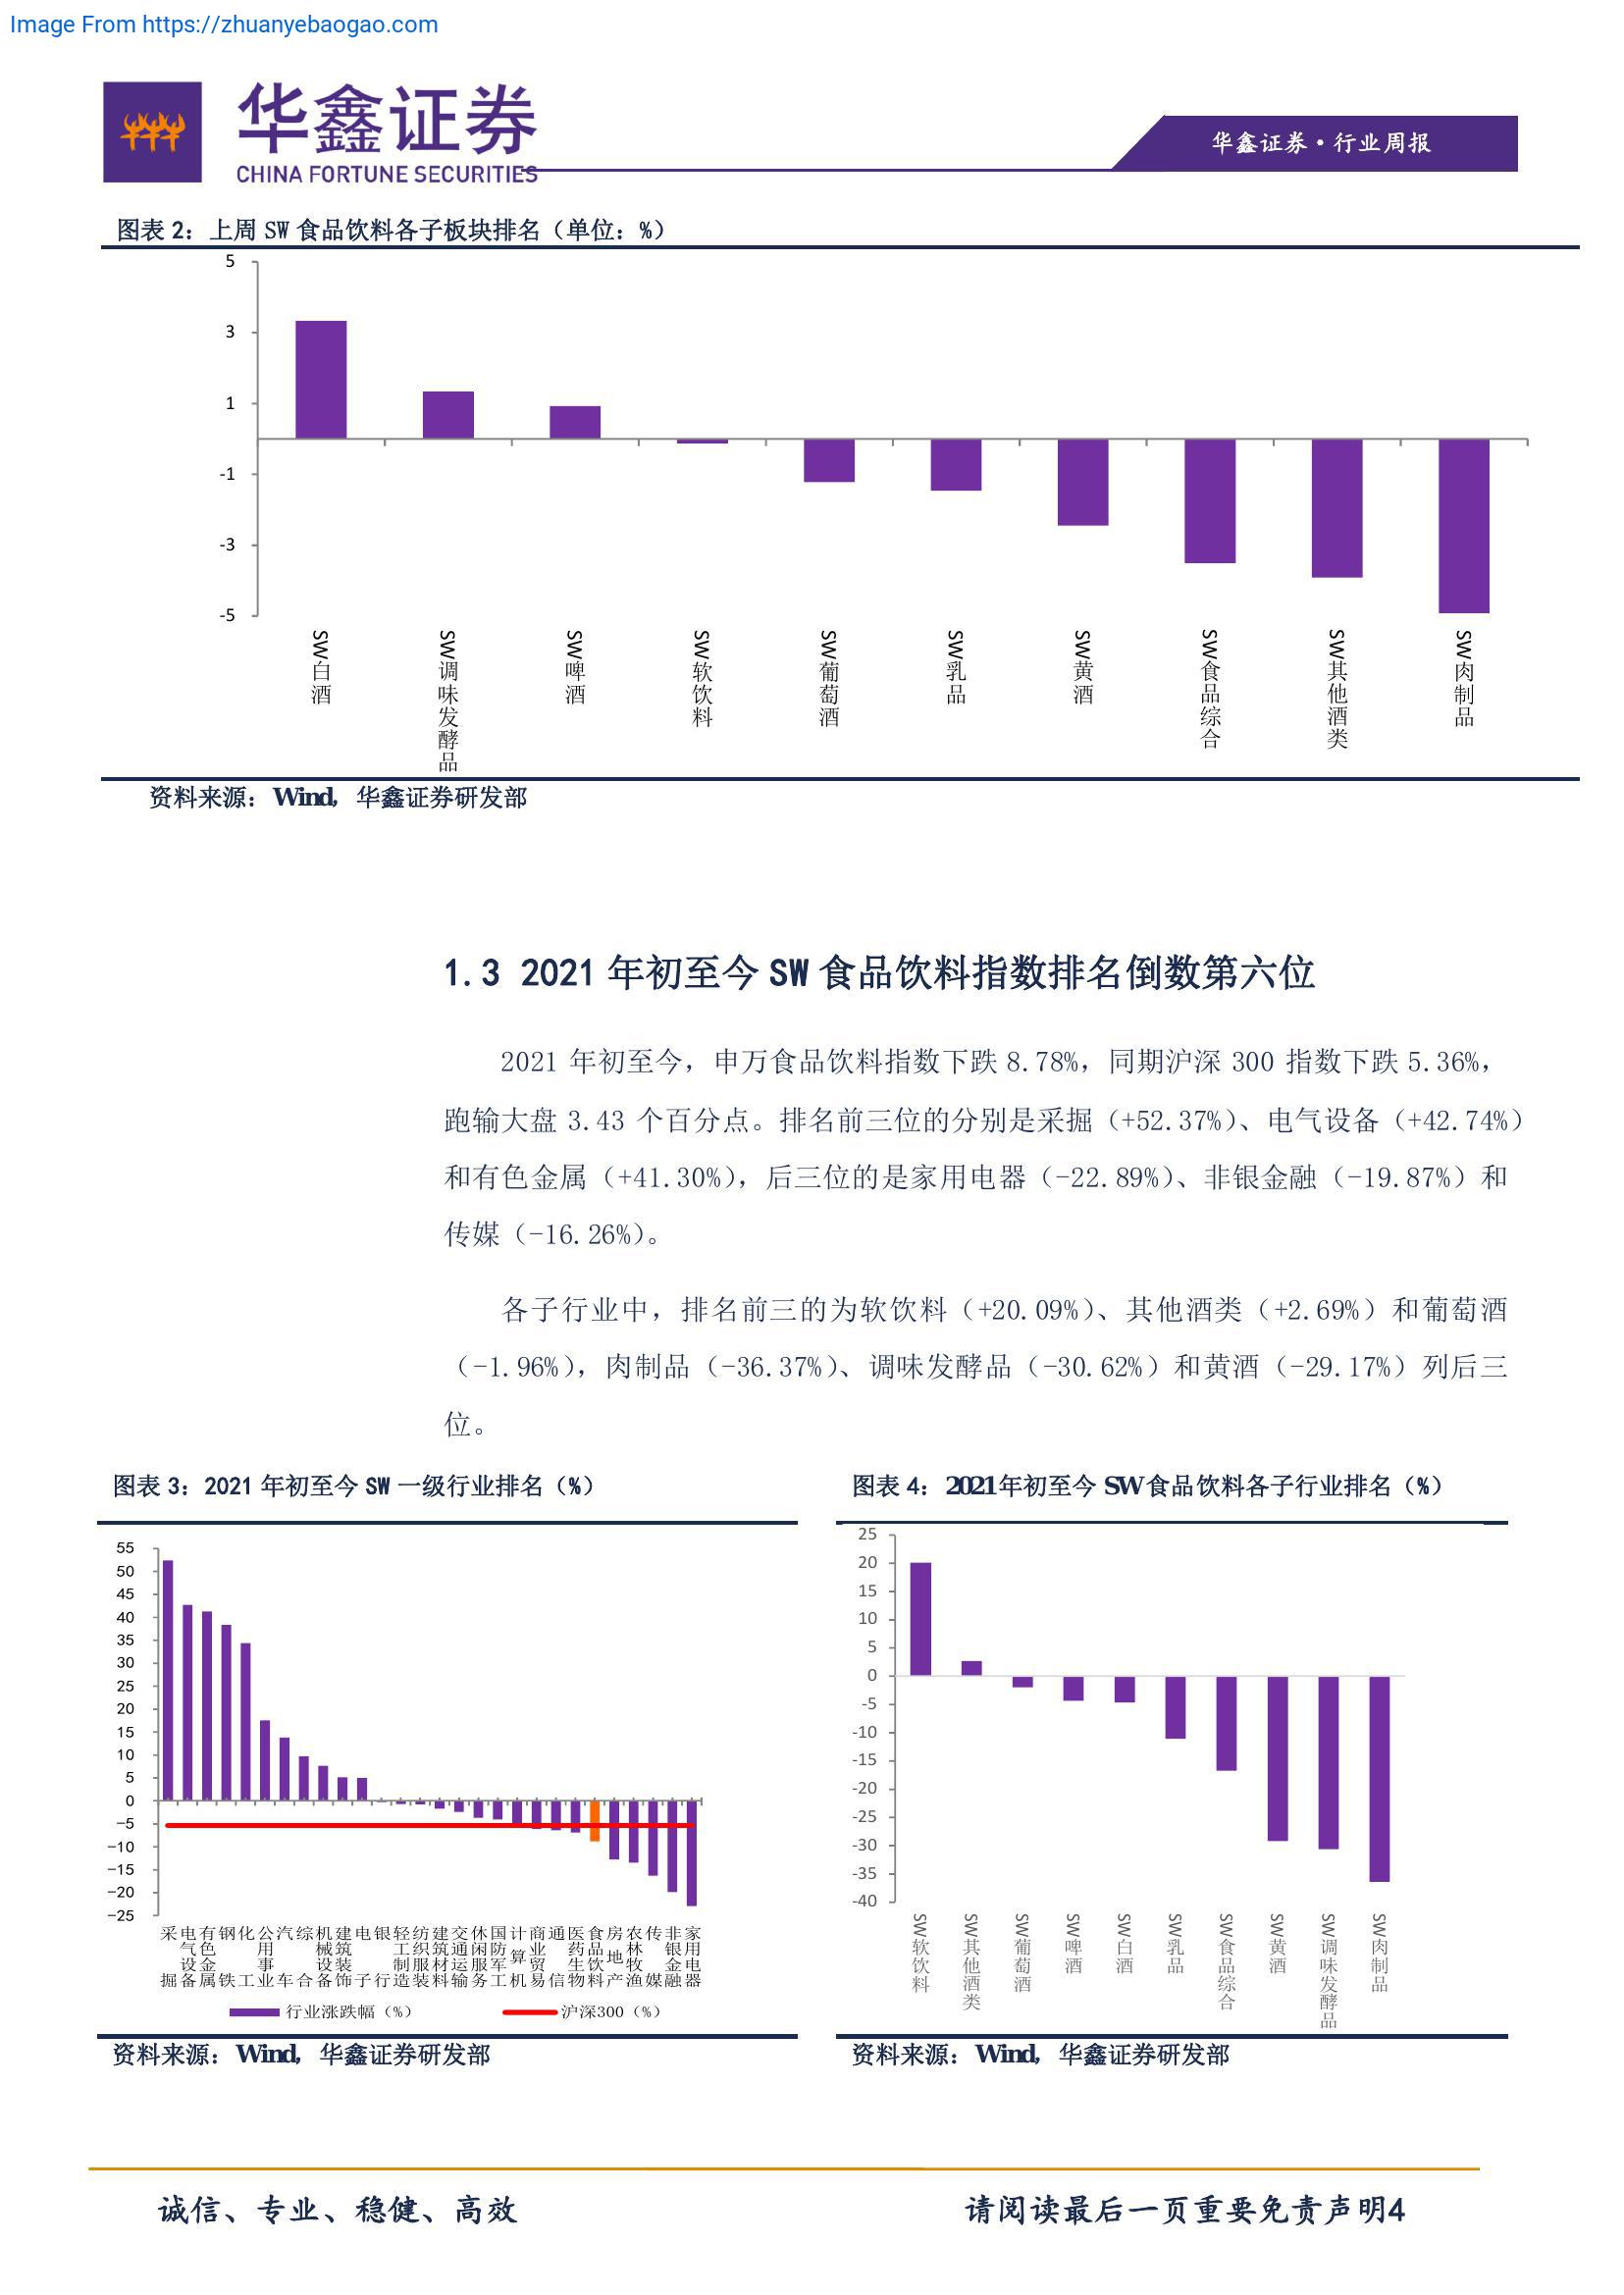 Image From https://zhuanyebaogao.com
华鑫证券
CHINA FORTUNE SECURITIES
华鑫证券·行业周报
图表 2：上周 SW 食品饮料各子板块排名（单位：%）
5
3
1
-1
-3
-5
SW白酒
SW调味发酵品
SW啤酒
SW软饮料
SW葡萄酒
SW乳品
SW黄酒
SW食品综合
SW其他酒类
SW肉制品
资料来源：Wind，华鑫证券研发部
1.3 2021 年初至今 SW 食品饮料指数排名倒数第六位
2021 年初至今，申万食品饮料指数下跌 8.78%，同期沪深 300 指数下跌 5.36%，
跑输大盘 3.43 个百分点。排名前三位的分别是采掘（+52.37%）、电气设备（+42.74%）
和有色金属（+41.30%），后三位的是家用电器（-22.89%）、非银金融（-19.87%）和
传媒（-16.26%）。
各子行业中，排名前三的为软饮料（+20.09%）、其他酒类（+2.69%）和葡萄酒
（-1.96%），肉制品（-36.37%）、调味发酵品（-30.62%）和黄酒（-29.17%）列后三
位。
图表 3：2021 年初至今 SW 一级行业排名（%）
55
50
45
40
35
30
25
20
15
10
5
0
-5
-10
-15
-20
-25
采掘
电气设备
有色金属
钢铁
化工
公用事业
汽车
综合
机械设备
建筑装饰
电子
银行
轻工制造
纺织服装
建筑材料
交通运输
休闲服务
国防军工
计算机
商业贸易
通信
医药生物
食品饮料
房地产
农林牧渔
传媒
非银金融
家用电器
行业涨跌幅（%）
沪深300（%）
资料来源：Wind，华鑫证券研发部
图表 4：2021年初至今 SW 食品饮料各子行业排名（%）
25
20
15
10
5
0
-5
-10
-15
-20
-25
-30
-35
-40
SW软饮料
SW其他酒类
SW葡萄酒
SW啤酒
SW白酒
SW乳品
SW食品综合
SW黄酒
SW调味发酵品
SW肉制品
资料来源：Wind，华鑫证券研发部
诚信、专业、稳健、高效
请阅读最后一页重要免责声明4